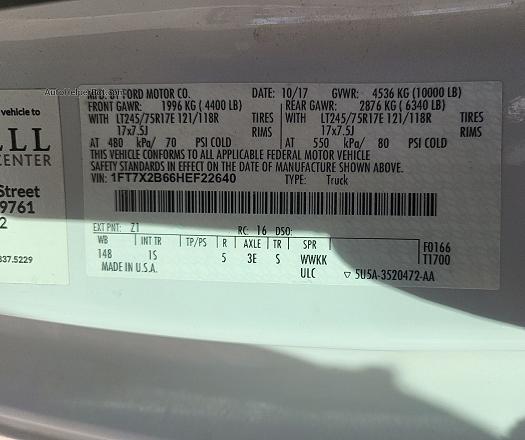 AutoHelperBot.com
vehicle to
LL
CENTER
Street
9761
2
337.5229
MFD. BY FORD MOTOR CO.
DATE: 10/17 GVWR: 4536 KG (10000 LB)
FRONT GAWR: 1996 KG (4400 LB) REAR GAWR: 2876 KG (6340 LB)
WITH LT245/75R17E 121/118R TIRES WITH LT245/75R17E 121/118R TIRES
17x7.5J RIMS 17x7.5J RIMS
AT 480 kPa/ 70 PSI COLD AT 550 kPa/ 80 PSI COLD
THIS VEHICLE CONFORMS TO ALL APPLICABLE FEDERAL MOTOR VEHICLE
SAFETY STANDARDS IN EFFECT ON THE DATE OF MANUFACTURE SHOWN ABOVE.
VIN: 1FT7X2B66HEF22640 TYPE: Truck
EXT PNT: Z1 RC: 16 DSO:
WB INT TR TP/PS R AXLE TR SPR F0166
148 1S 5 3E S WWKK T1700
MADE IN U.S.A. ULC ▽ 5U5A-3520472-AA